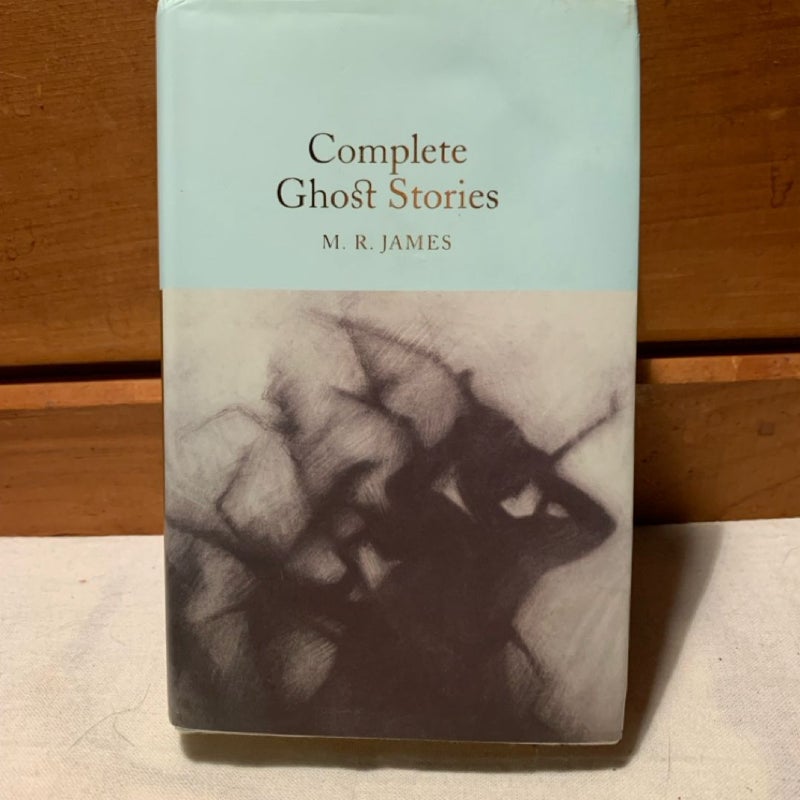 Complete
Ghost Stories
M. R. JAMES